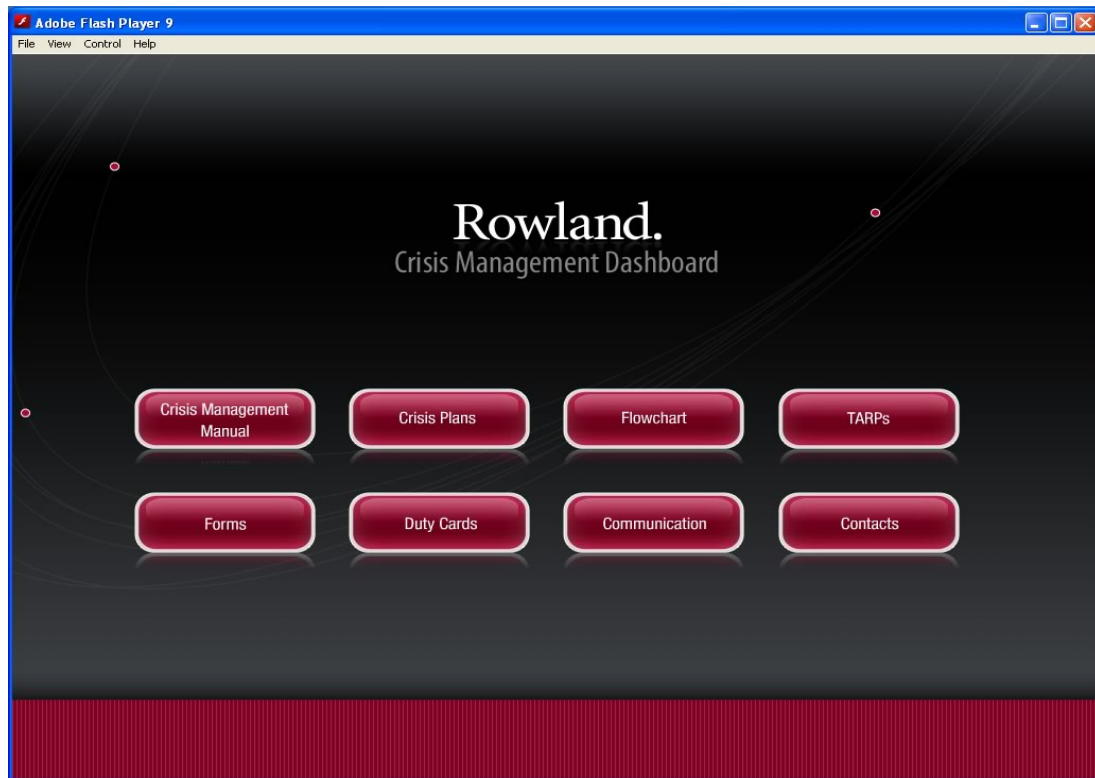 Adobe Flash Player 9
File View Control Help
Rowland.
Crisis Management Dashboard
Crisis Management
Manual
Crisis Plans
Flowchart
TARPs
Forms
Duty Cards
Communication
Contacts